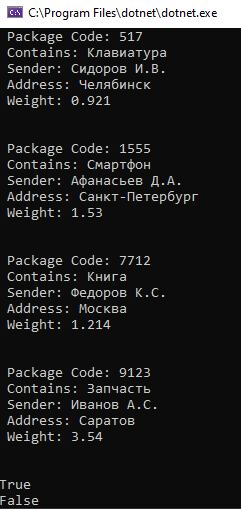 C:\Program Files\dotnet\dotnet.exe
Package Code: 517
Contains: Клавиатура
Sender: Сидоров И.В.
Address: Челябинск
Weight: 0.921
Package Code: 1555
Contains: Смартфон
Sender: Афанасьев Д.А.
Address: Санкт-Петербург
Weight: 1.53
Package Code: 7712
Contains: Книга
Sender: Федоров К.С.
Address: Москва
Weight: 1.214
Package Code: 9123
Contains: Запчасть
Sender: Иванов А.С.
Address: Саратов
Weight: 3.54
True
False